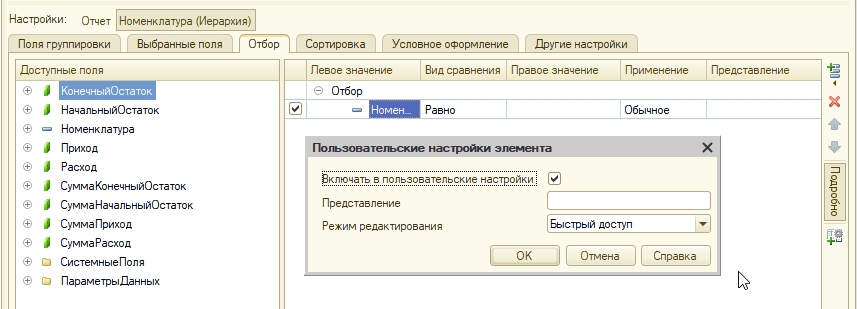 Настройки: Отчет Номенклатура (Иерархия)
Поля группировки Выбранные поля Отбор Сортировка Условное оформление Другие настройки
Доступные поля
КонечныйОстаток
НачальныйОстаток
Номенклатура
Приход
Расход
СуммаКонечныйОстаток
СуммаНачальныйОстаток
СуммаПриход
СуммаРасход
СистемныеПоля
ПараметрыДанных
Левое значение Вид сравнения Правое значение Применение Представление
Отбор
Номен... Равно Обычное
Пользовательские настройки элемента
Включать в пользовательские настройки
Представление
Режим редактирования Быстрый доступ
ОК Отмена Справка
Подробно